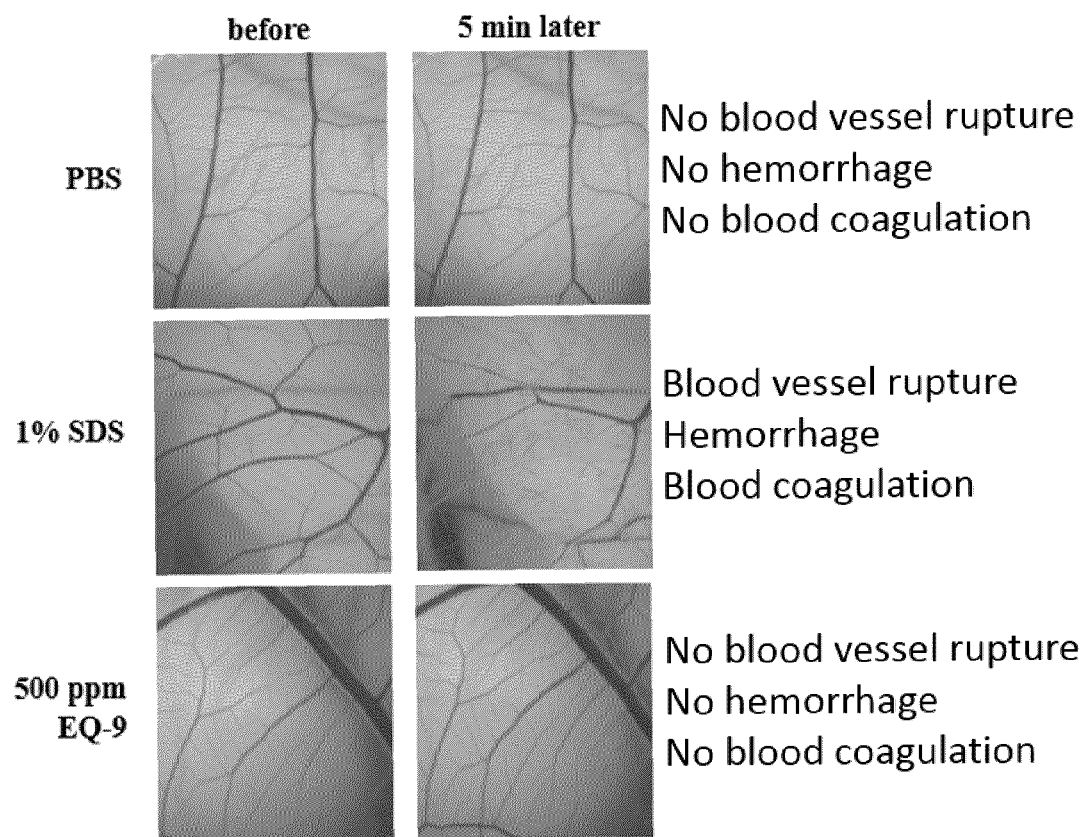 before
5 min later
PBS
No blood vessel rupture
No hemorrhage
No blood coagulation
1% SDS
Blood vessel rupture
Hemorrhage
Blood coagulation
500 ppm
EQ-9
No blood vessel rupture
No hemorrhage
No blood coagulation